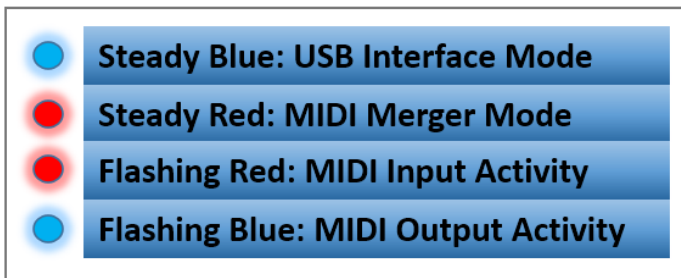 Steady Blue: USB Interface Mode
Steady Red: MIDI Merger Mode
Flashing Red: MIDI Input Activity
Flashing Blue: MIDI Output Activity